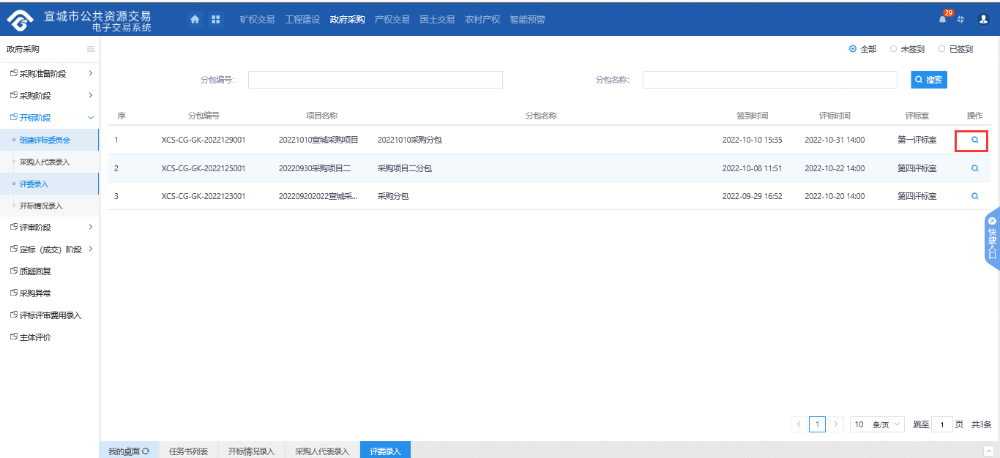 宣城市公共资源交易
电子交易系统
矿权交易 工程建设 政府采购 产权交易 国土交易 农村产权 智能预警
29
政府采购
采购准备阶段
采购阶段
开标阶段
组建评标委员会
采购人代表录入
评委录入
开标情况录入
评审阶段
定标（成交）阶段
质疑回复
采购异常
评标评审费用录入
主体评价
全部 未签到 已签到
分包编号: 分包名称: 搜索
序 分包编号 项目名称 分包名称 签到时间 评标时间 评标室 操作
1 XCS-CG-GK-2022129001 20221010宣城采购项目 20221010采购分包 2022-10-10 15:35 2022-10-31 14:00 第一评标室
2 XCS-CG-GK-2022125001 20220930采购项目二 采购项目二分包 2022-10-08 11:51 2022-10-22 14:00 第四评标室
3 XCS-CG-GK-2022123001 202209202022宣城采... 采购分包 2022-09-29 16:52 2022-10-20 14:00 第四评标室
快捷入口
1 10 条/页 跳至 1 页 共3条
我的桌面 任务书列表 开标情况录入 采购人代表录入 评委录入